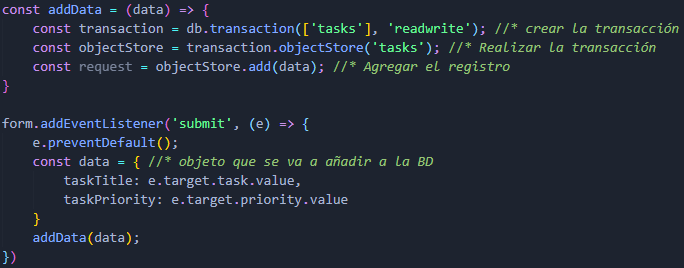 const addData = (data) => {
    const transaction = db.transaction(['tasks'], 'readwrite'); //* crear la transacción
    const objectStore = transaction.objectStore('tasks'); //* Realizar la transacción
    const request = objectStore.add(data); //* Agregar el registro
}

form.addEventListener('submit', (e) => {
    e.preventDefault();
    const data = { //* objeto que se va a añadir a la BD
        taskTitle: e.target.task.value,
        taskPriority: e.target.priority.value
    }
    addData(data);
})